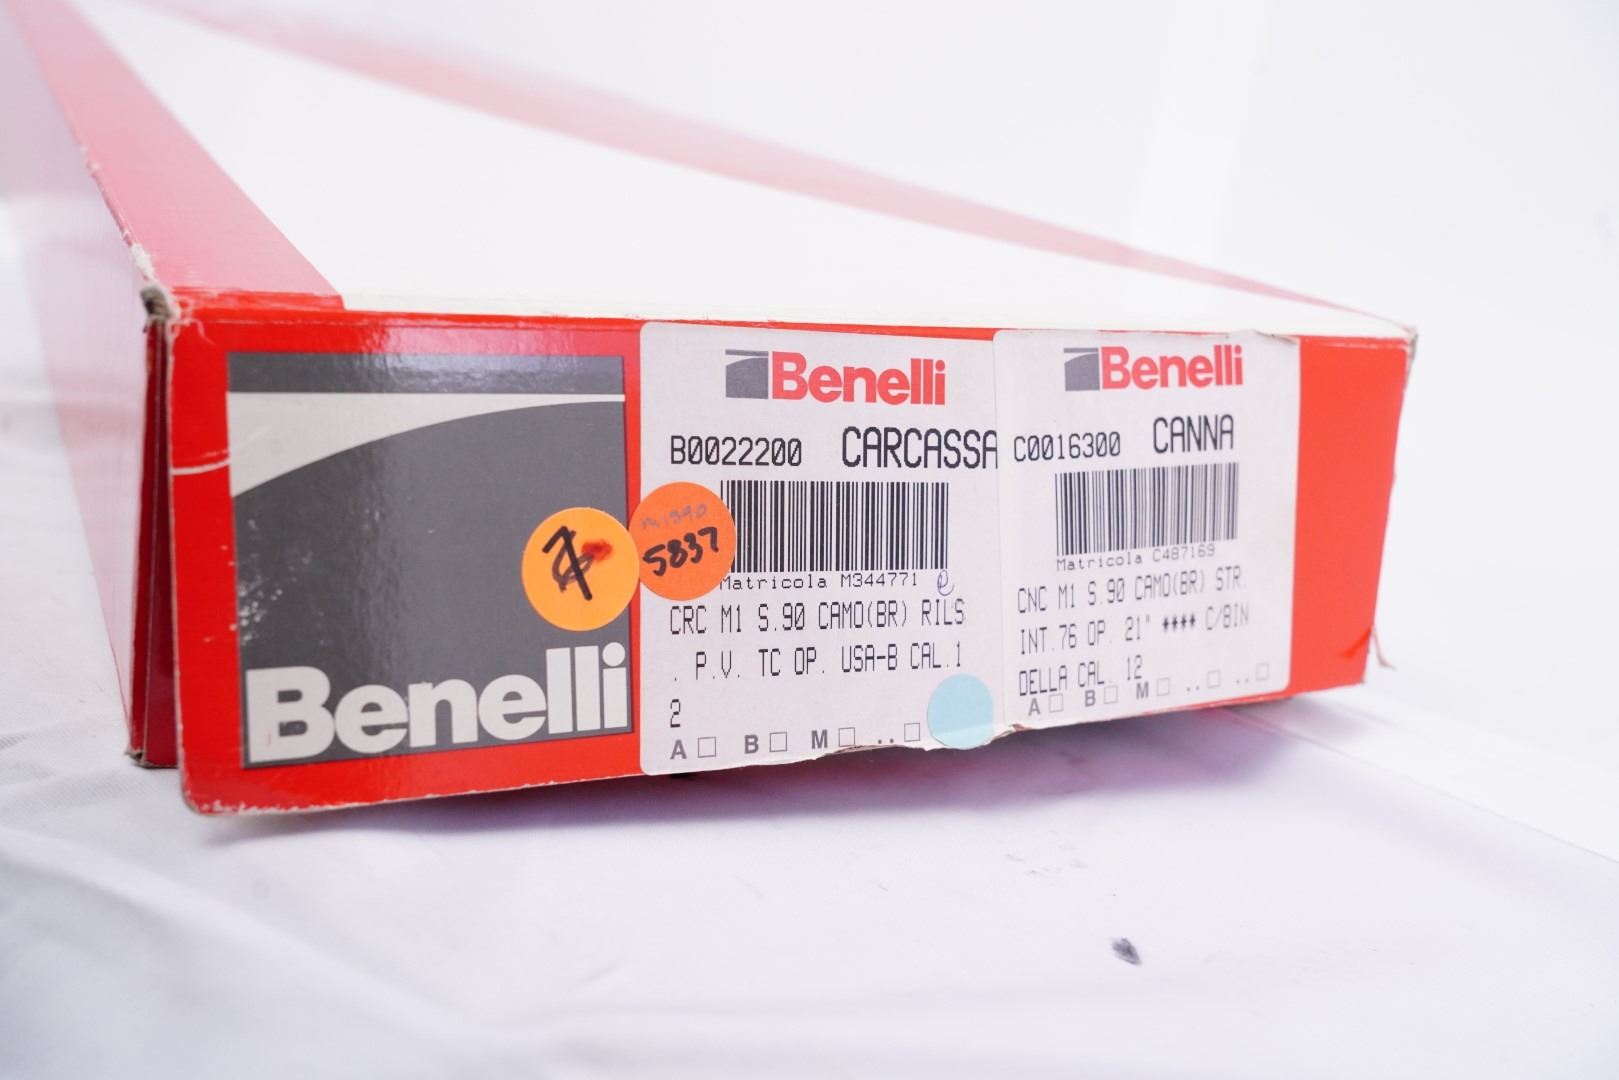 Benelli
Benelli
B0022200 CARCASSA
5837
Matricola M344771
CRC M1 S.90 CAMO(BR) RILS
. P.V. TC OP. USA-B CAL.1
2
A □ B □ M □ ..□
Benelli
C0016300 CANNA
Matricola C487169
CNC M1 S.90 CAMO(BR) STR.
INT.76 OP. 21" **** C/BIN
DELLA CAL. 12
A □ B □ M □ ..□ ..□